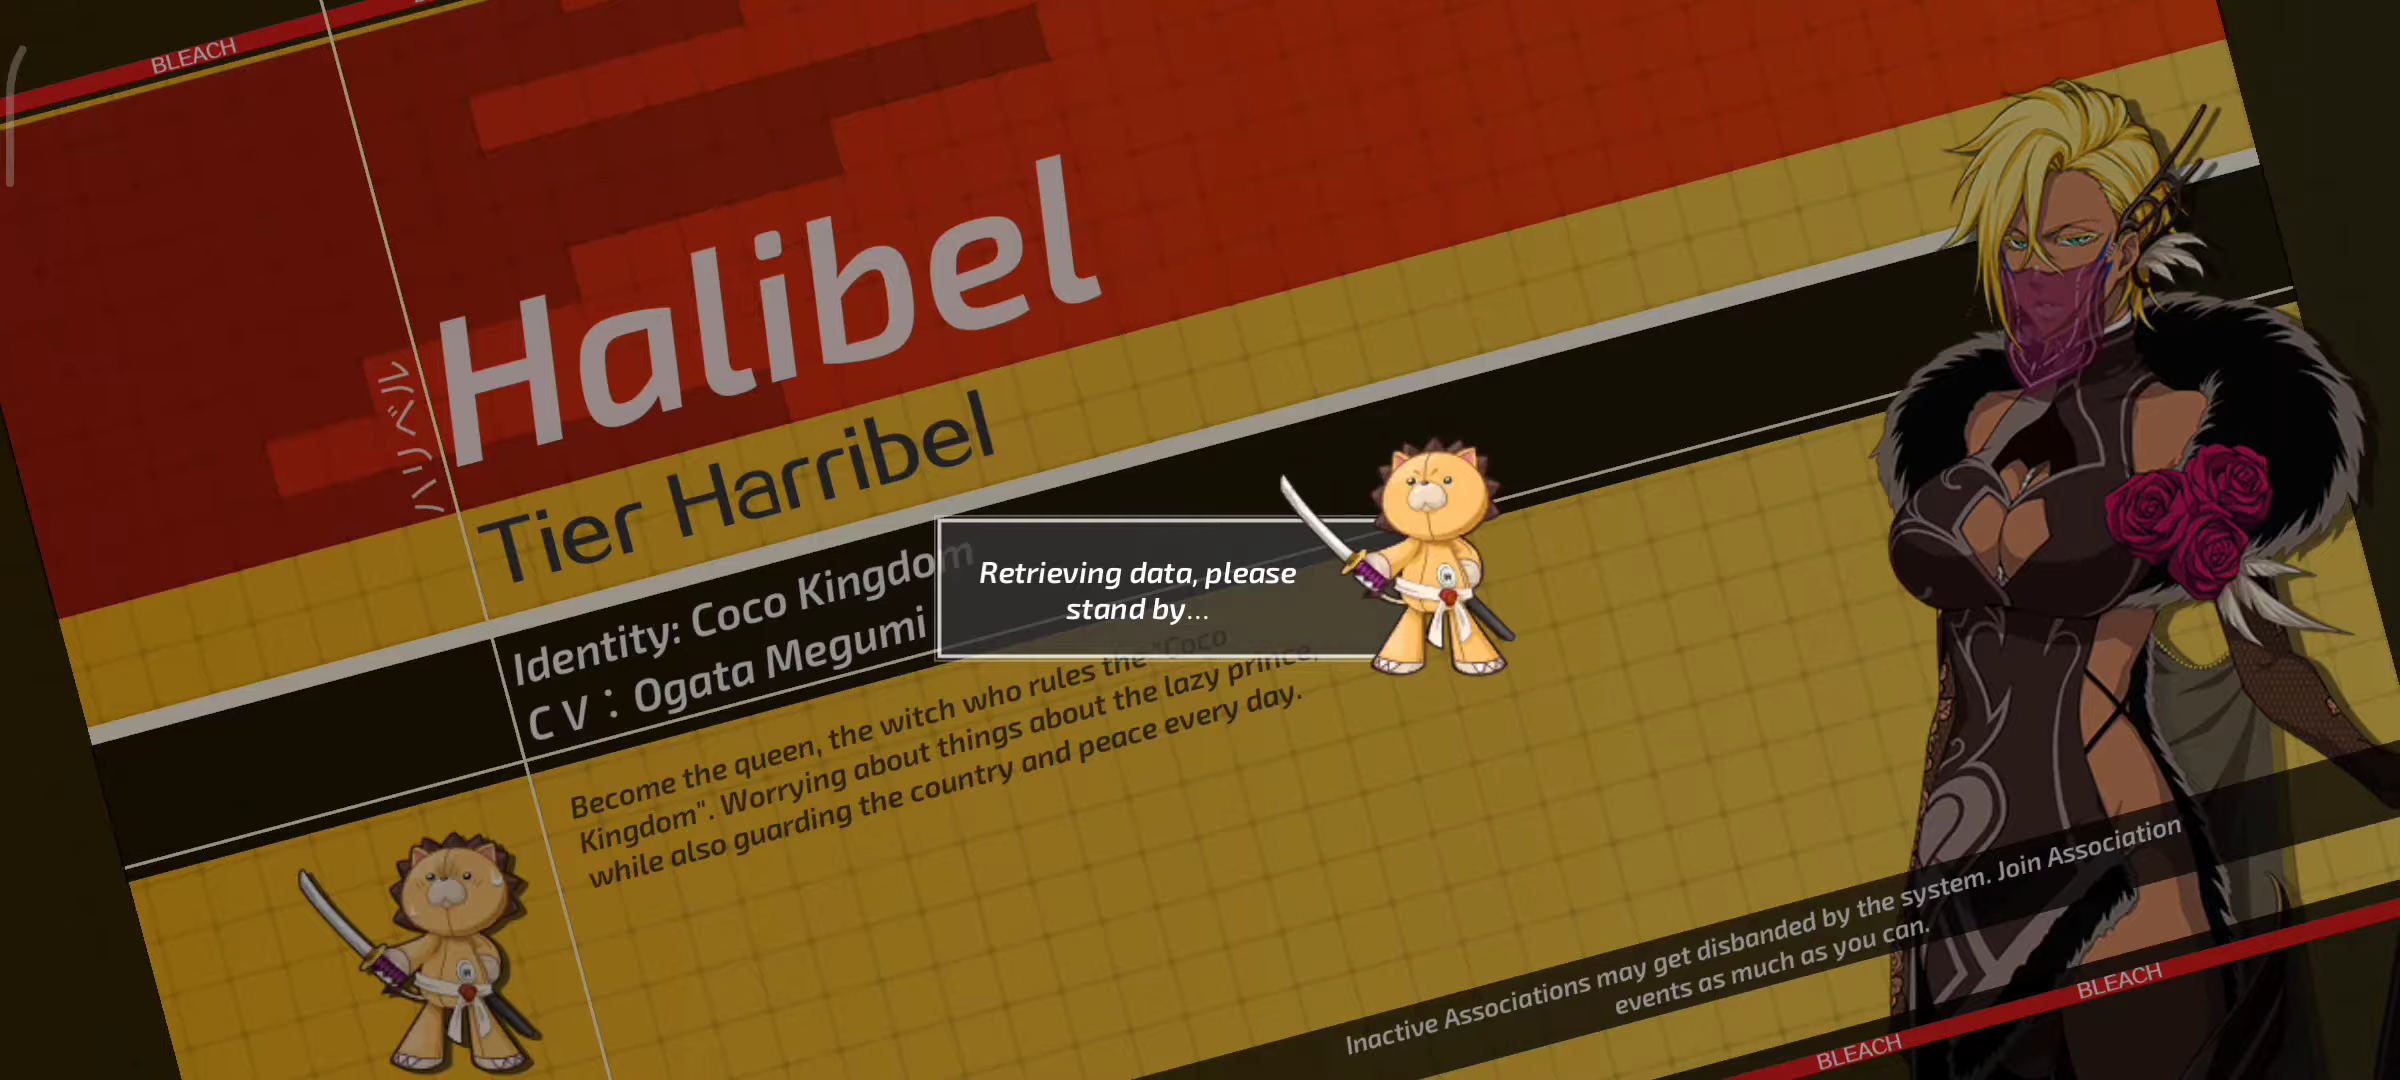 BLEACH
Halibel
ハリベル
Tier Harribel
Identity: Coco Kingdom
CV：Ogata Megumi
Retrieving data, please
stand by...
Become the queen, the witch who rules the "Coco
Kingdom". Worrying about things about the lazy prince,
while also guarding the country and peace every day.
Inactive Associations may get disbanded by the system. Join Association
events as much as you can.
BLEACH
BLEACH